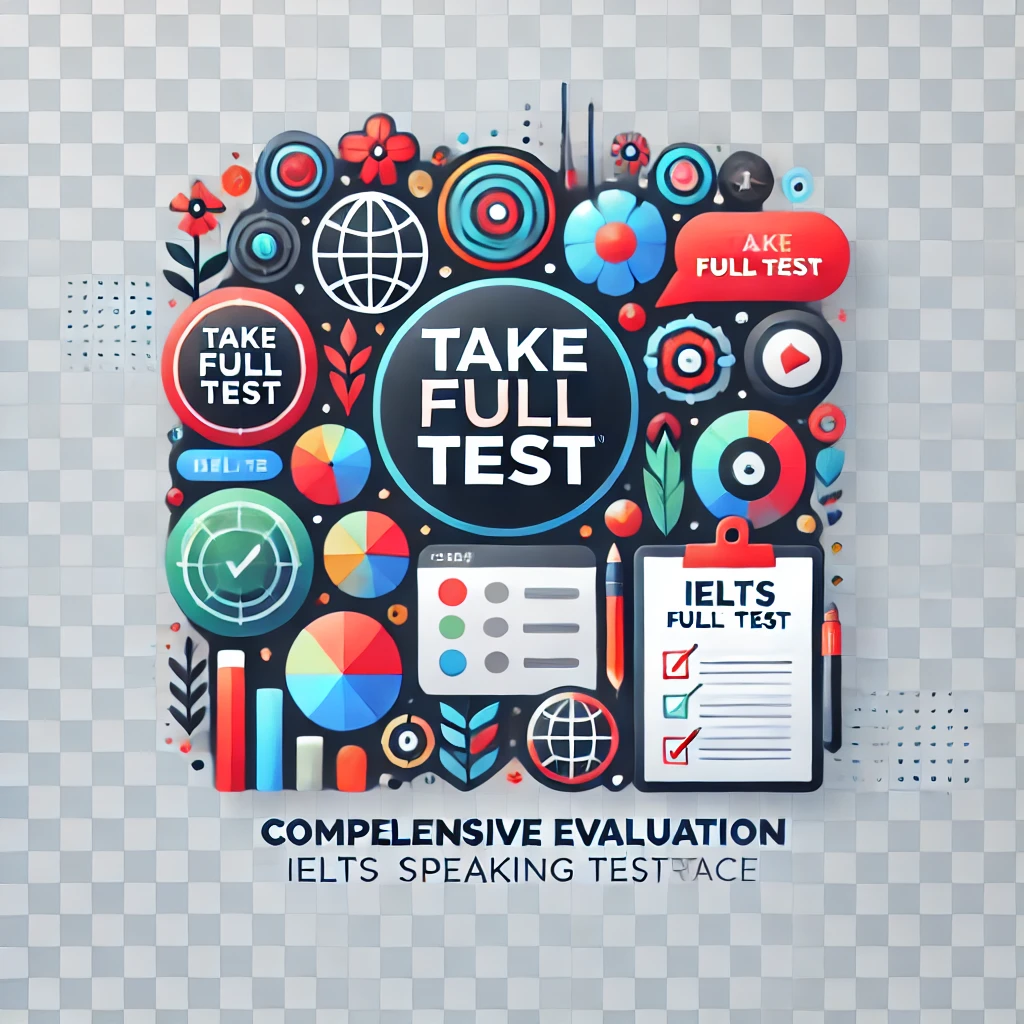 AKE
FULL TEST
TAKE
FULL
TEST
TAKE
FULL
TEST
IELTS
FULL TEST
COMPELENSIVE EVALUATION
IELTS SPEAKING TEST